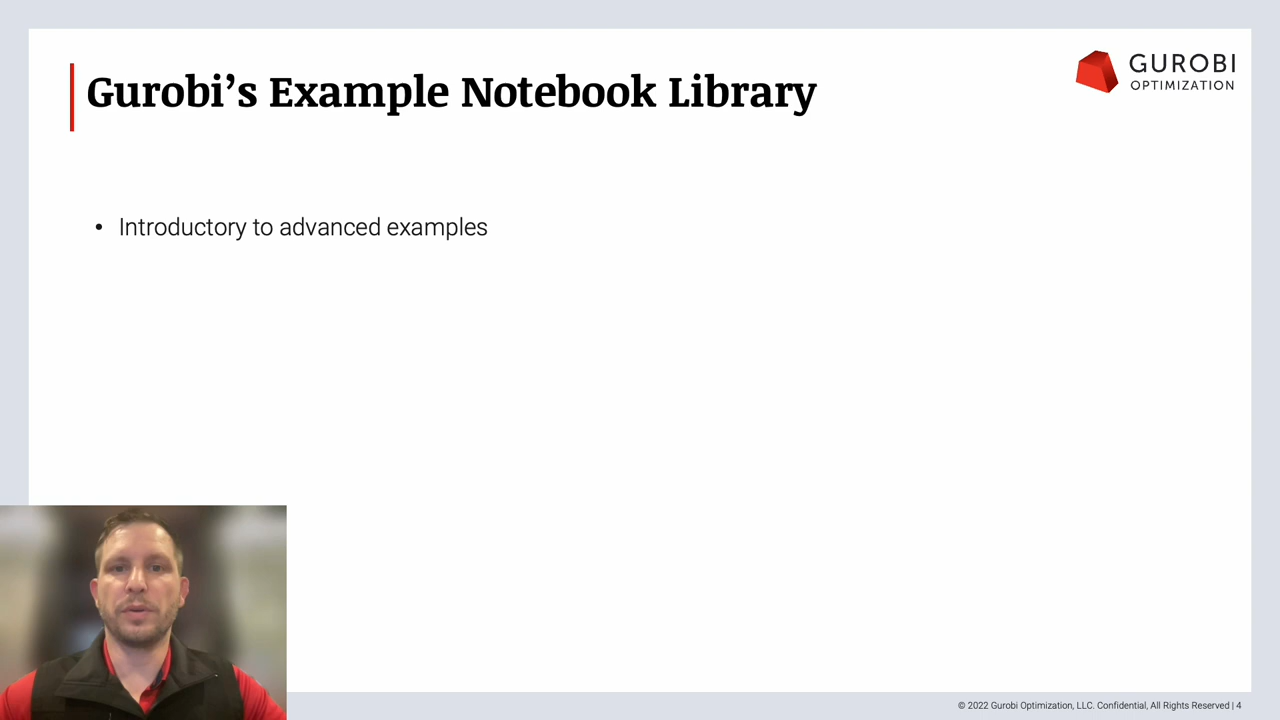 Gurobi’s Example Notebook Library
GUROBI
OPTIMIZATION
• Introductory to advanced examples
© 2022 Gurobi Optimization, LLC. Confidential, All Rights Reserved | 4